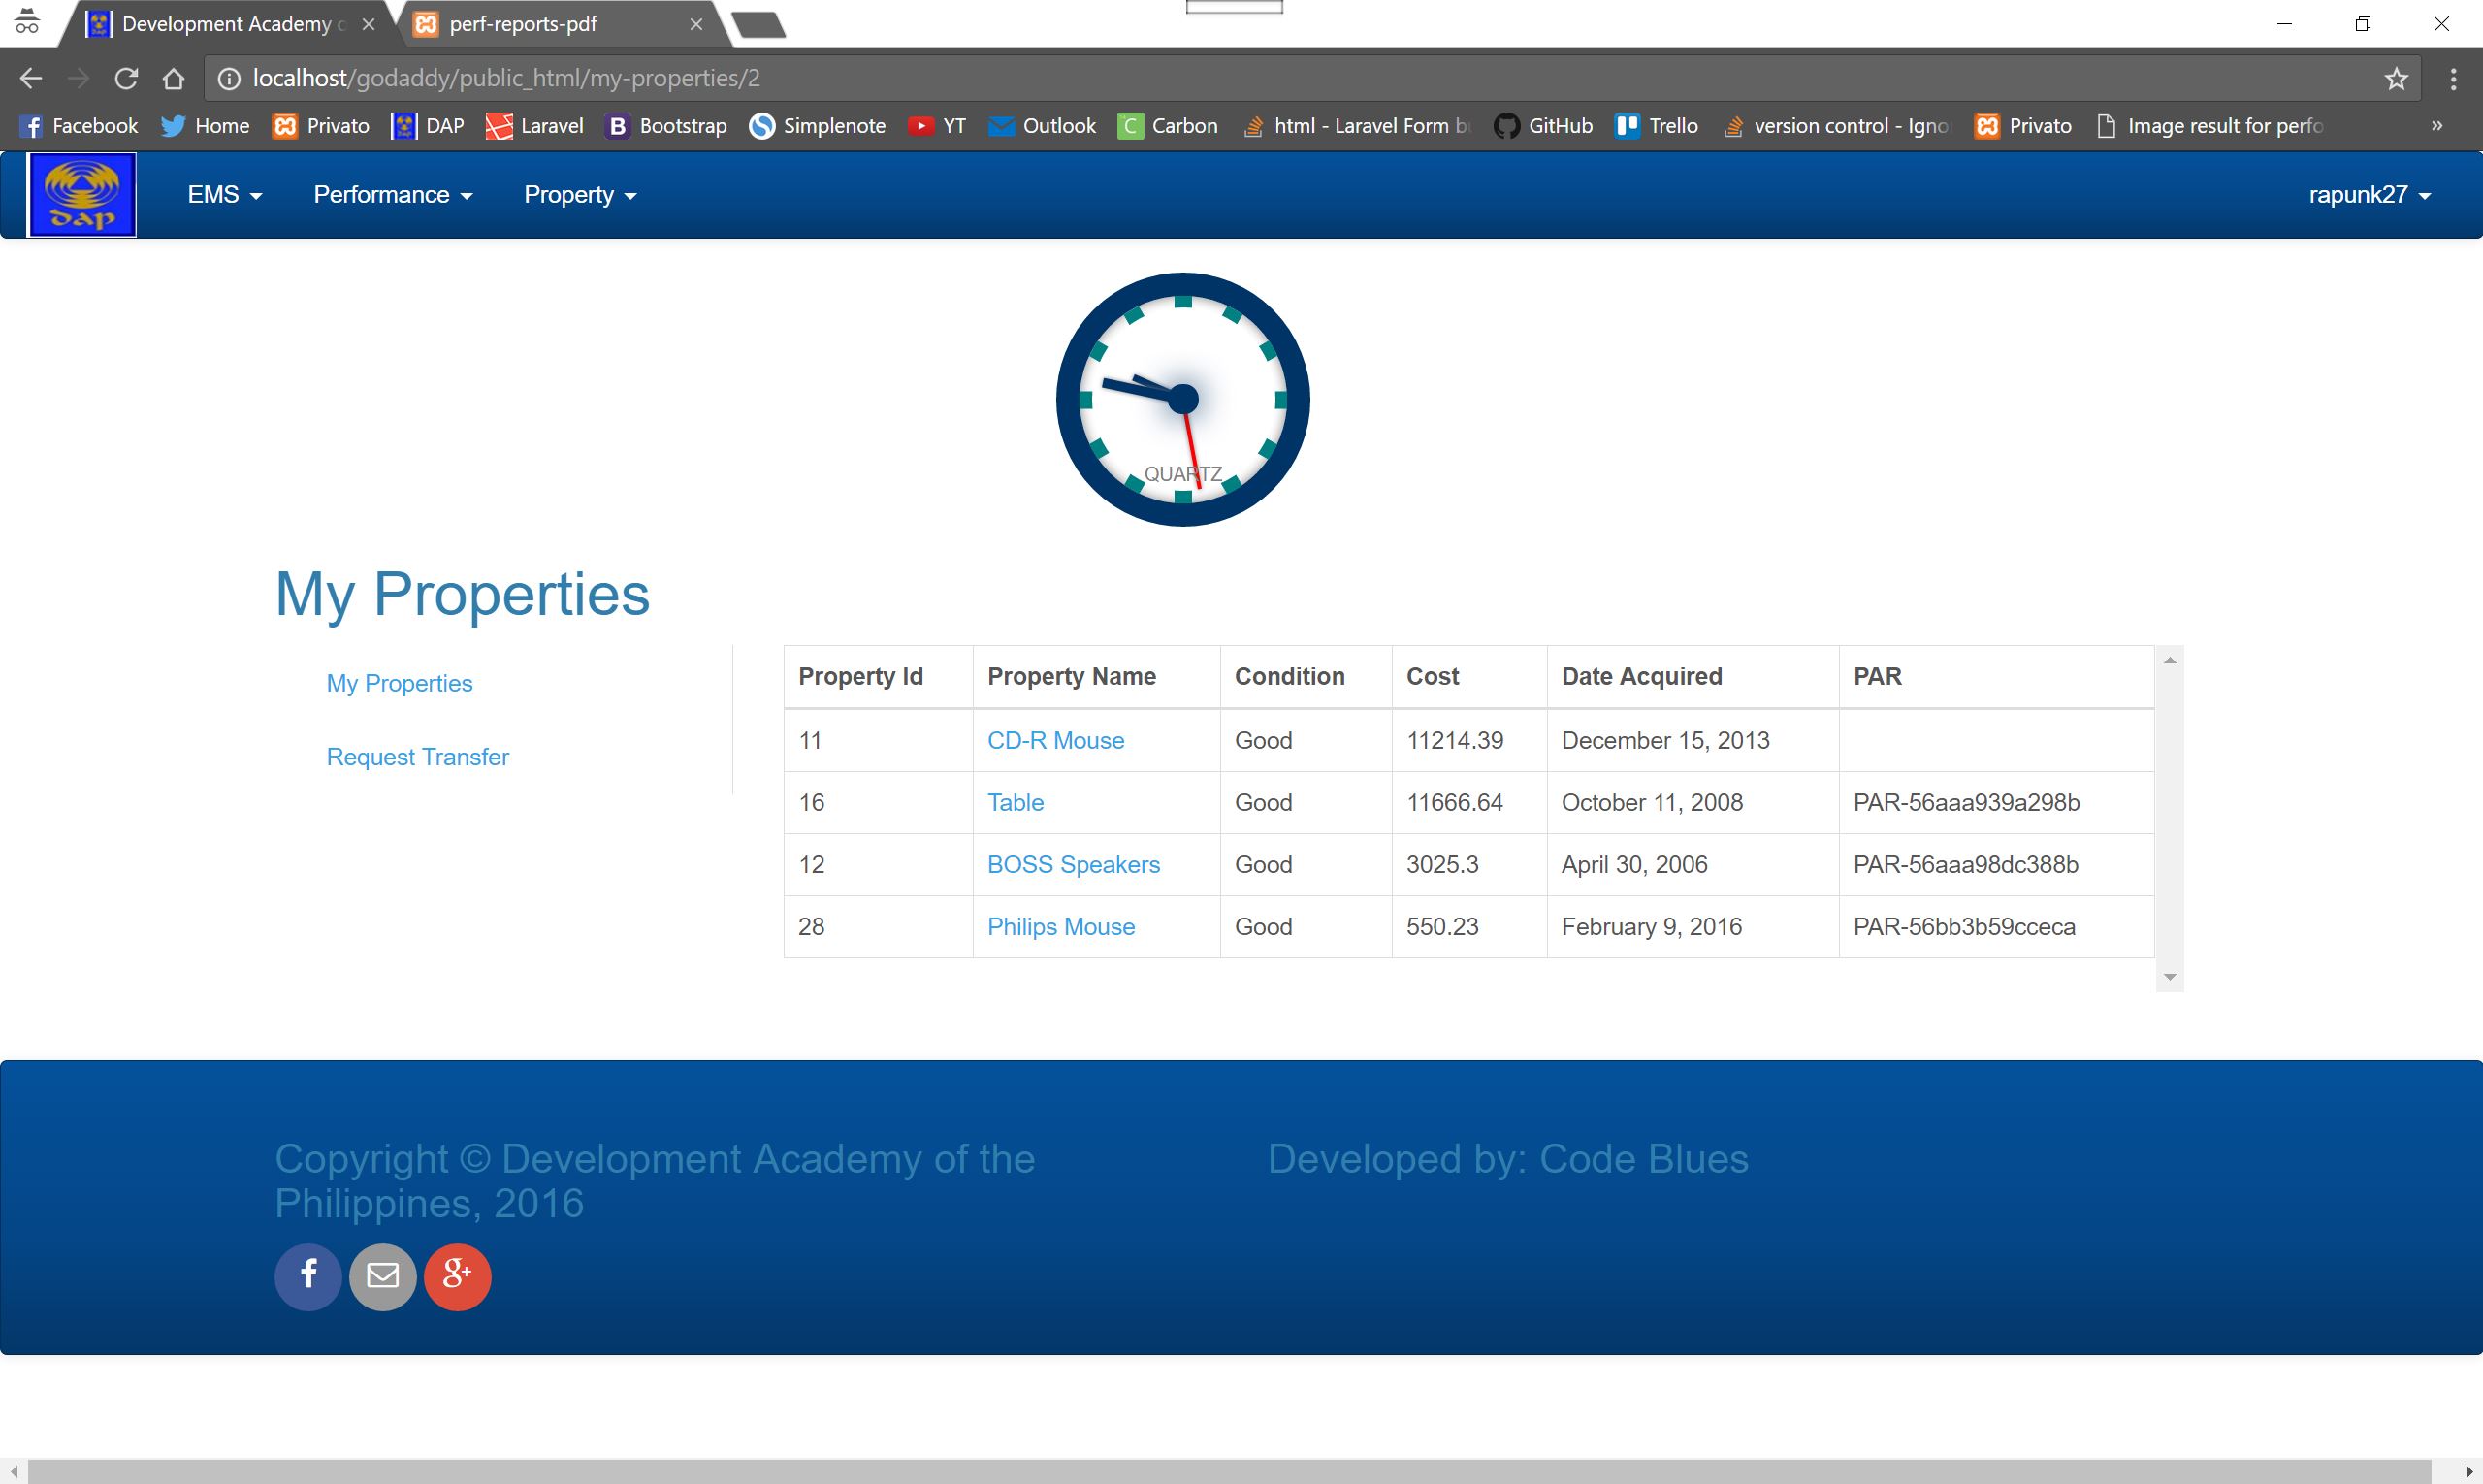 Development Academy
perf-reports-pdf
localhost/godaddy/public_html/my-properties/2
Facebook Home Privato DAP Laravel Bootstrap Simplenote YT Outlook Carbon html - Laravel Form GitHub Trello version control - Privato Image result for
dap EMS Performance Property rapunk27
QUARTZ
My Properties
My Properties
Request Transfer
Property Id Property Name Condition Cost Date Acquired PAR
11 CD-R Mouse Good 11214.39 December 15, 2013
16 Table Good 11666.64 October 11, 2008 PAR-56aaa939a298b
12 BOSS Speakers Good 3025.3 April 30, 2006 PAR-56aaa98dc388b
28 Philips Mouse Good 550.23 February 9, 2016 PAR-56bb3b59cceca
Copyright © Development Academy of the
Philippines, 2016
Developed by: Code Blues